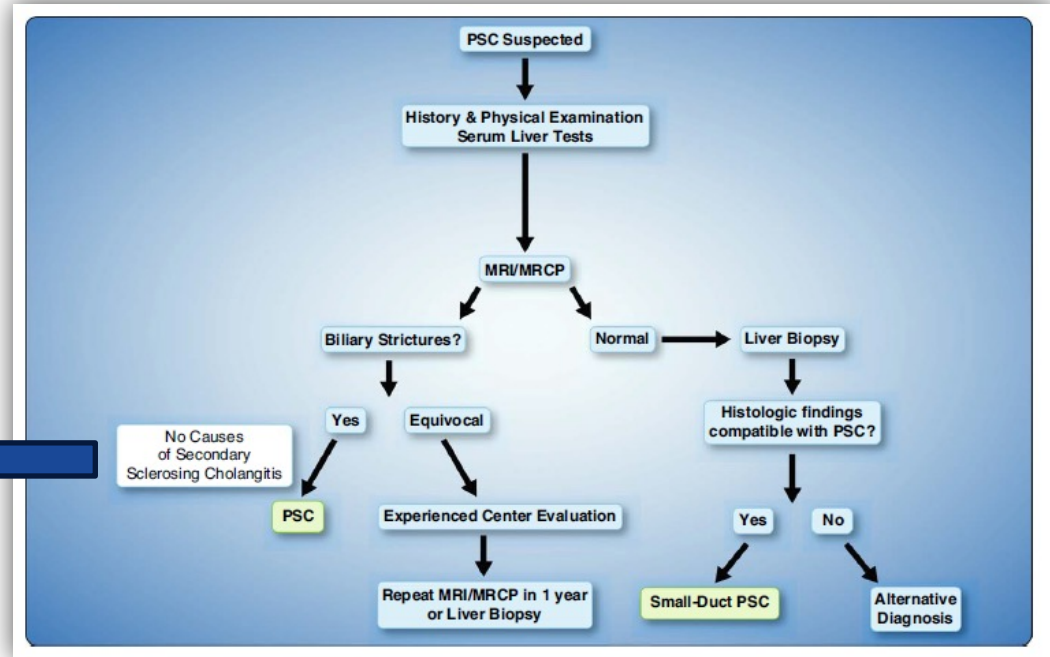 PSC Suspected
History & Physical Examination
Serum Liver Tests
MRI/MRCP
Biliary Strictures?
Normal
Liver Biopsy
Yes
Equivocal
Histologic findings
compatible with PSC?
No Causes
of Secondary
Sclerosing Cholangitis
PSC
Experienced Center Evaluation
Yes
No
Repeat MRI/MRCP in 1 year
or Liver Biopsy
Small-Duct PSC
Alternative
Diagnosis